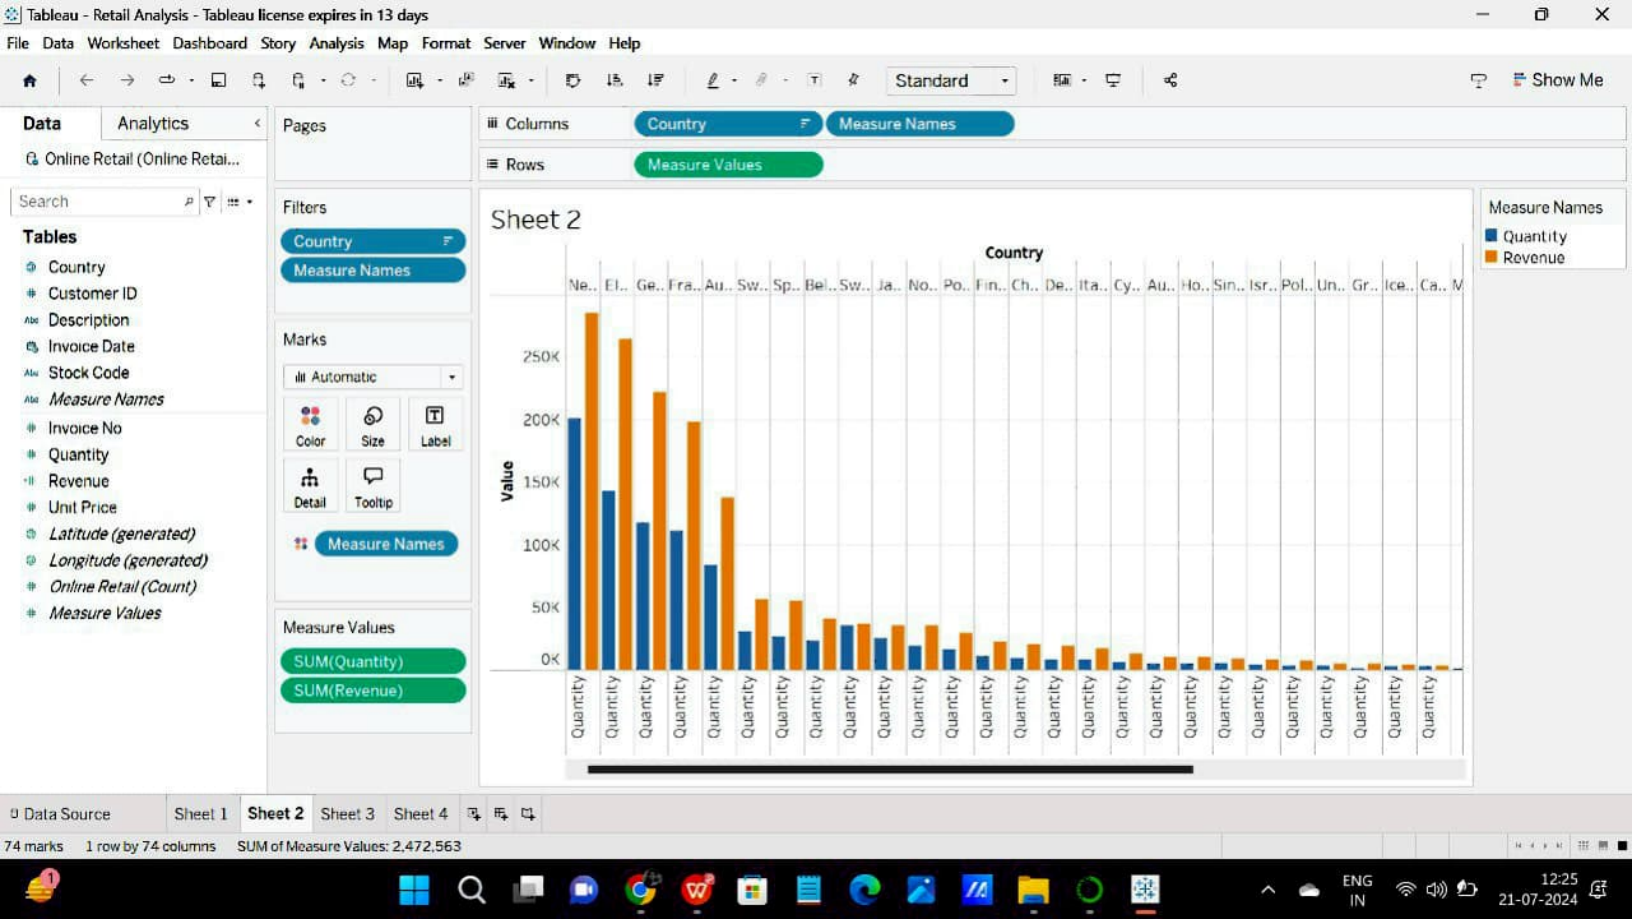 Tableau - Retail Analysis - Tableau license expires in 13 days
File Data Worksheet Dashboard Story Analysis Map Format Server Window Help
Standard
Show Me
Data
Analytics
Online Retail (Online Retai...
Search
Tables
Country
Customer ID
Abc Description
Invoice Date
Abc Stock Code
Abc Measure Names
Invoice No
Quantity
Revenue
Unit Price
Latitude (generated)
Longitude (generated)
Online Retail (Count)
Measure Values
Pages
Filters
Country
Measure Names
Marks
Automatic
Color Size Label
Detail Tooltip
Measure Names
Measure Values
SUM(Quantity)
SUM(Revenue)
Columns Country Measure Names
Rows Measure Values
Sheet 2
Country
Ne.. El.. Ge.. Fra.. Au.. Sw.. Sp.. Bel.. Sw.. Ja.. No.. Po.. Fin.. Ch.. De.. Ita.. Cy.. Au.. Ho.. Sin.. Isr.. Pol.. Un.. Gr.. Ice.. Ca.. M
Value
250K
200K
150K
100K
50K
0K
Quantity Quantity Quantity Quantity Quantity Quantity Quantity Quantity Quantity Quantity Quantity Quantity Quantity Quantity Quantity Quantity Quantity Quantity Quantity Quantity Quantity Quantity Quantity Quantity Quantity Quantity
Measure Names
Quantity
Revenue
Data Source Sheet 1 Sheet 2 Sheet 3 Sheet 4
74 marks 1 row by 74 columns SUM of Measure Values: 2,472,563
1
ENG
IN
12:25
21-07-2024